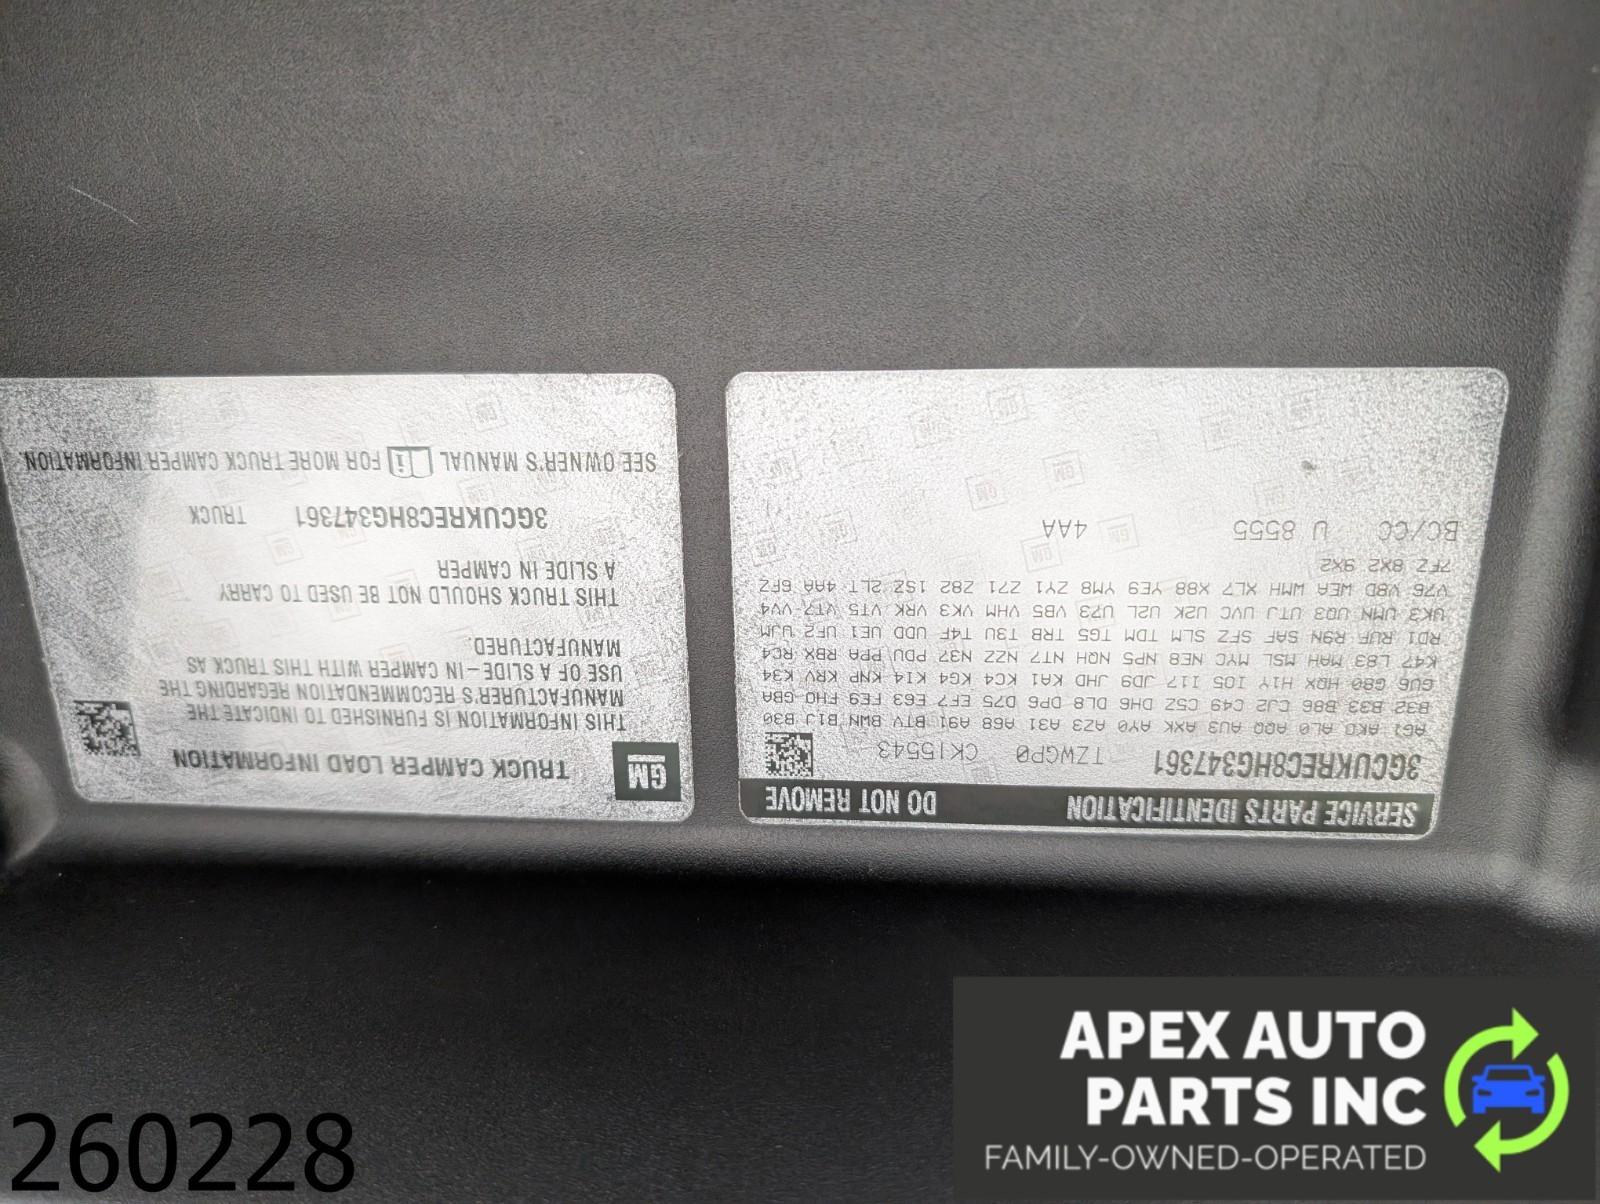 SERVICE PARTS IDENTIFICATION DO NOT REMOVE
3GCUKREC8HG347361 TZWGP0 CK15543
AG1 AKD AL0 AQQ AU3 AXK AY0 AZ3 A31 A68 A91 BTV BWN B1J B30
B32 B33 B86 CJ2 C49 C5Z DH6 DL8 DP6 D75 EF7 E63 FE9 FHO GBA
GU6 G80 HQX H1Y IO5 I17 JD9 JHD KA1 KC4 KG4 K14 KNP KRV K34
K47 L83 MAH MSL MYC NE8 NP5 NQH NT7 NZZ N37 PDU PPA RBX RC4
RD1 RUF R9N SAF SFZ SLM TDM TG5 TRB T3U T4F UDD UE1 UF2 UJM
UK3 UMN UQ3 UTJ UVC U2K U2L U73 VB5 VHM VK3 VRK VT5 VT7 VV4
V76 VBD WEA WMH XL7 X88 YE9 YM8 ZY1 Z71 Z82 1SZ 2LT 4AA 6FZ
7FZ 8X2 9X2
BC/CC U 8555 4AA
GM TRUCK CAMPER LOAD INFORMATION
THIS INFORMATION IS FURNISHED TO INDICATE THE
MANUFACTURER'S RECOMMENDATION REGARDING THE
USE OF A SLIDE-IN CAMPER WITH THIS TRUCK AS
MANUFACTURED.
THIS TRUCK SHOULD NOT BE USED TO CARRY
A SLIDE IN CAMPER
3GCUKREC8HG347361 TRUCK
SEE OWNER'S MANUAL FOR MORE TRUCK CAMPER INFORMATION.
260228
APEX AUTO
PARTS INC
FAMILY-OWNED-OPERATED